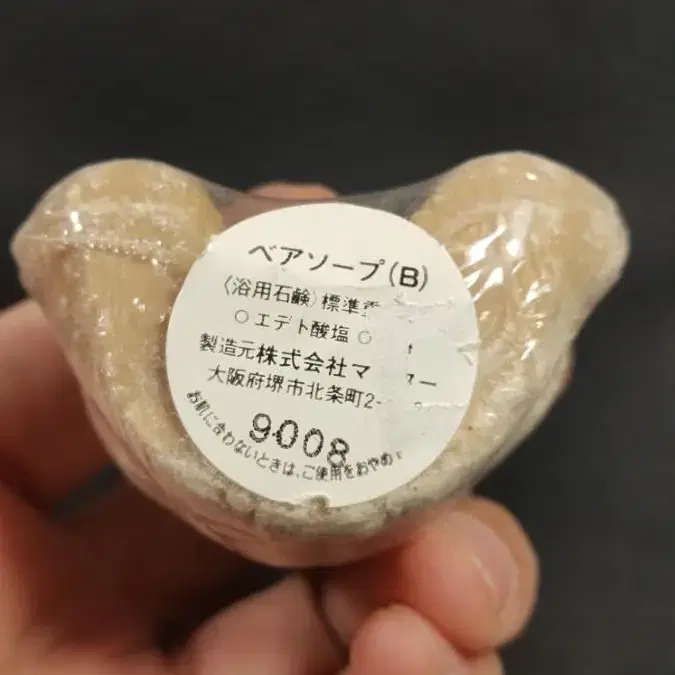 ベアソープ(B)
〈浴用石鹸〉標準
○エデト酸塩○
製造元株式会社マ ー
大阪府堺市北条町2-
9008
お肌に合わないときは、ご使用をおやめ